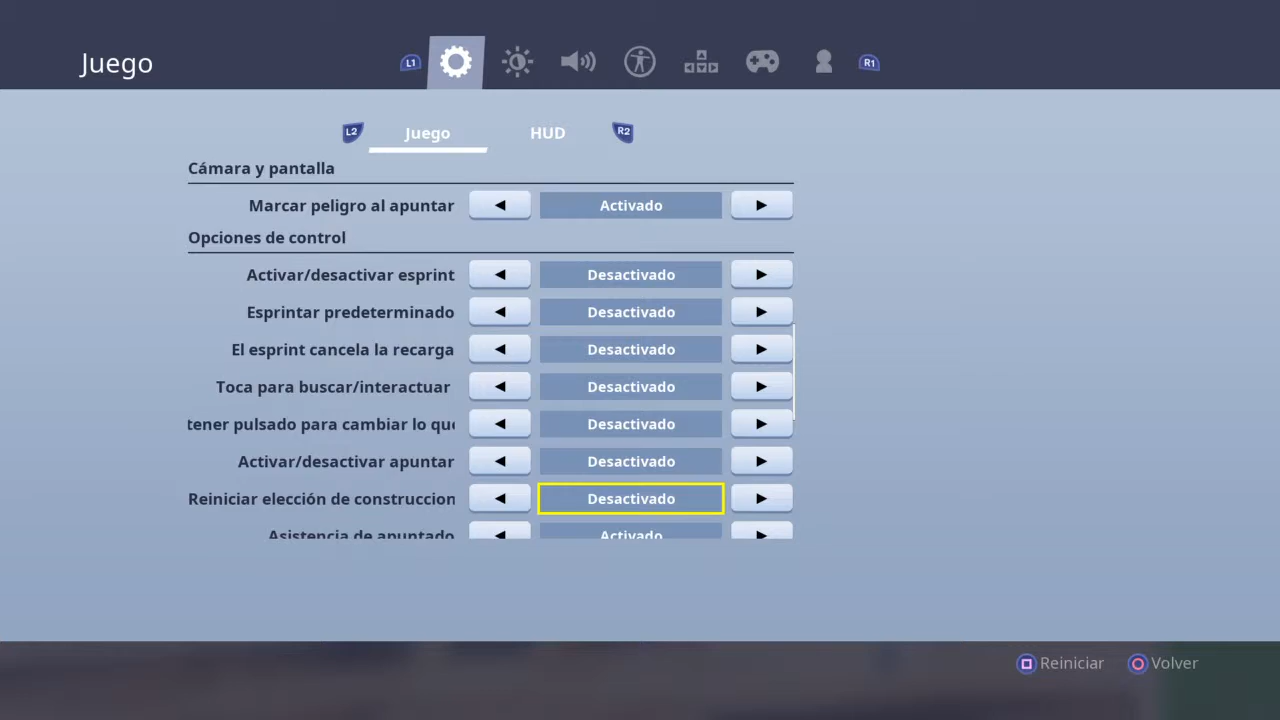 Juego
L1
R1
L2
Juego
HUD
R2
Cámara y pantalla
Marcar peligro al apuntar
Activado
Opciones de control
Activar/desactivar esprint
Desactivado
Esprintar predeterminado
Desactivado
El esprint cancela la recarga
Desactivado
Toca para buscar/interactuar
Desactivado
tener pulsado para cambiar lo que
Desactivado
Activar/desactivar apuntar
Desactivado
Reiniciar elección de construccion
Desactivado
Asistencia de apuntado
Activado
Reiniciar
Volver